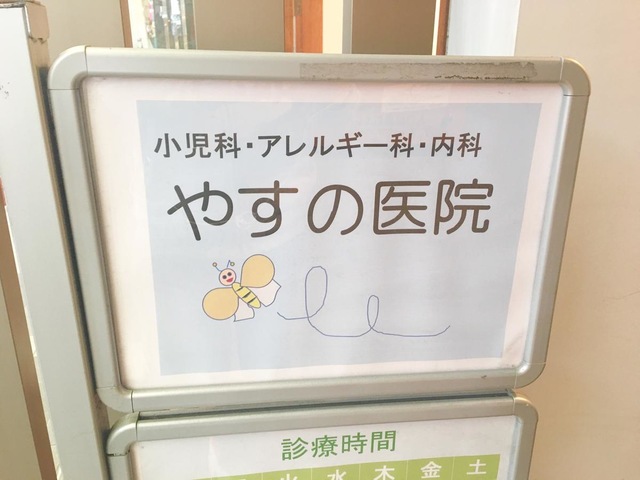 小児科・アレルギー科・内科
やすの医院
診療時間
水 木 金 土